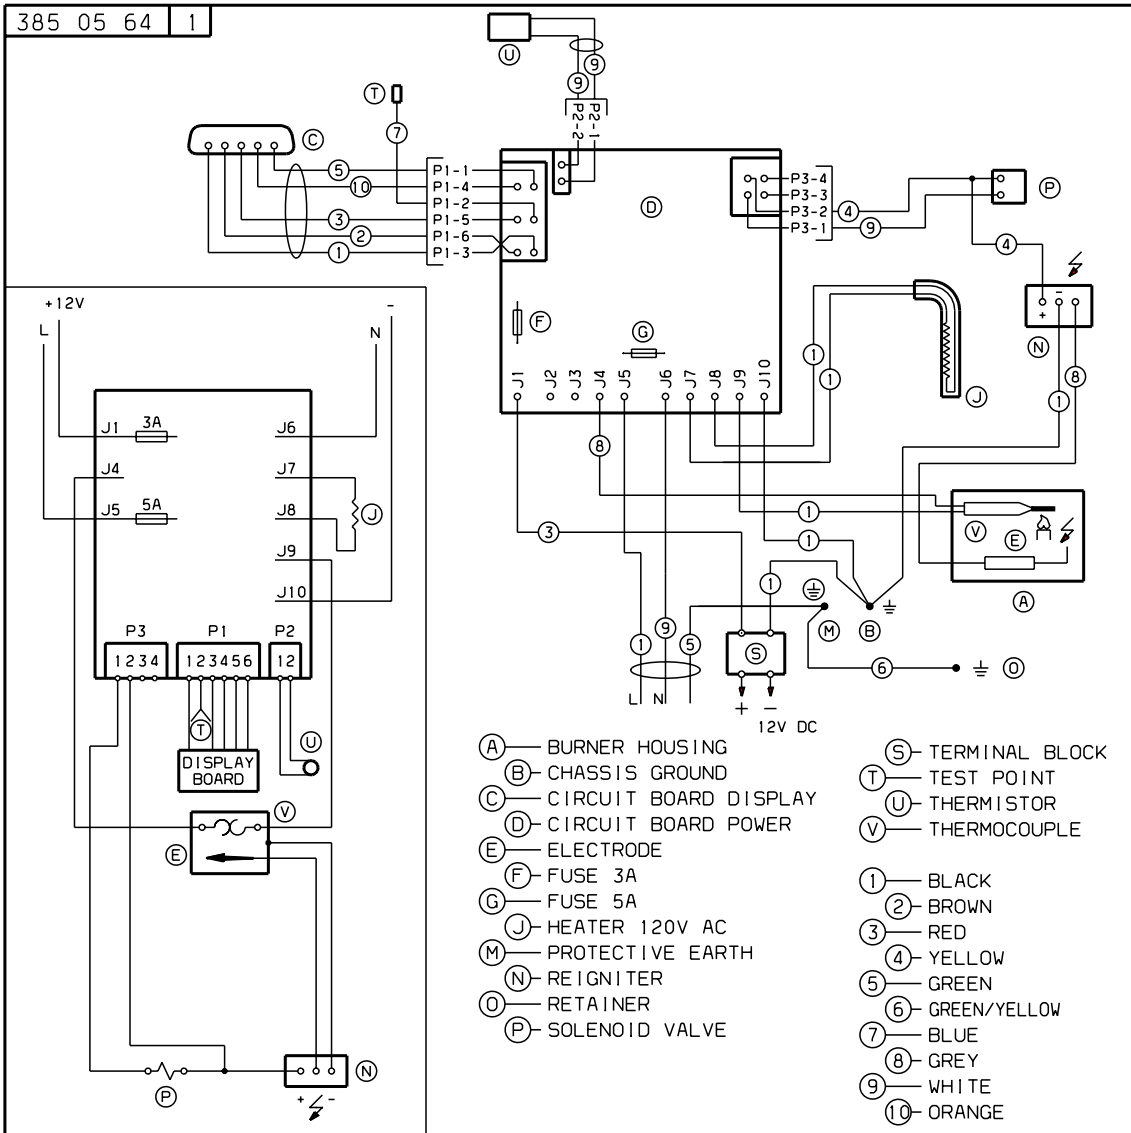 385 05 64 1
U
9
9
P2-2
P2-1
T
7
C
5
10
3
2
1
P1-1
P1-4
P1-2
P1-5
P1-6
P1-3
D
P3-4
P3-3
P3-2
P3-1
4
9
P
4
+ -
N
F
G
J1 J2 J3 J4 J5 J6 J7 J8 J9 J10
1
1
J
1
8
8
3
1
1
V
E
A
1
M
B
S
6
O
1
9
5
L N
+ -
12V DC
+12V
-
L
N
J1 3A
J4
J5 5A
J6
J7
J8
J9
J10
J
P3 P1 P2
1234 123456 12
T
U
DISPLAY
BOARD
V
E
P
N
+ -
A BURNER HOUSING
B CHASSIS GROUND
C CIRCUIT BOARD DISPLAY
D CIRCUIT BOARD POWER
E ELECTRODE
F FUSE 3A
G FUSE 5A
J HEATER 120V AC
M PROTECTIVE EARTH
N REIGNITER
O RETAINER
P SOLENOID VALVE
S TERMINAL BLOCK
T TEST POINT
U THERMISTOR
V THERMOCOUPLE
1 BLACK
2 BROWN
3 RED
4 YELLOW
5 GREEN
6 GREEN/YELLOW
7 BLUE
8 GREY
9 WHITE
10 ORANGE